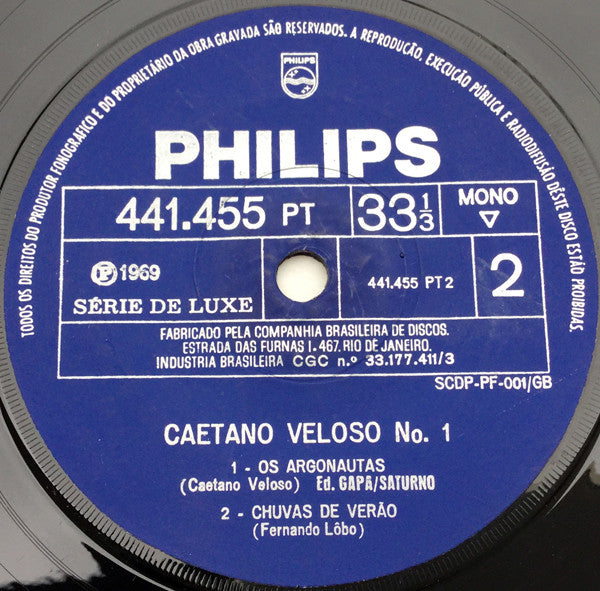 TODOS OS DIREITOS DO PRODUTOR FONOGRAFICO E DO PROPRIETÁRIO DA OBRA GRAVADA SÃO RESERVADOS. A REPRODUÇÃO, EXECUÇÃO PÚBLICA E RADIODIFUSÃO DÊSTE DISCO ESTÃO PROIBIDAS.
PHILIPS
PHILIPS
441.455 PT
33 1/3
MONO
▽
℗ 1969
SÉRIE DE LUXE
441.455 PT 2
2
FABRICADO PELA COMPANHIA BRASILEIRA DE DISCOS.
ESTRADA DAS FURNAS 1.467. RIO DE JANEIRO.
INDUSTRIA BRASILEIRA CGC n.º 33.177.411/3
SCDP-PF-001/GB
CAETANO VELOSO No. 1
1 - OS ARGONAUTAS
(Caetano Veloso) Ed. GAPA/SATURNO
2 - CHUVAS DE VERÃO
(Fernando Lôbo)